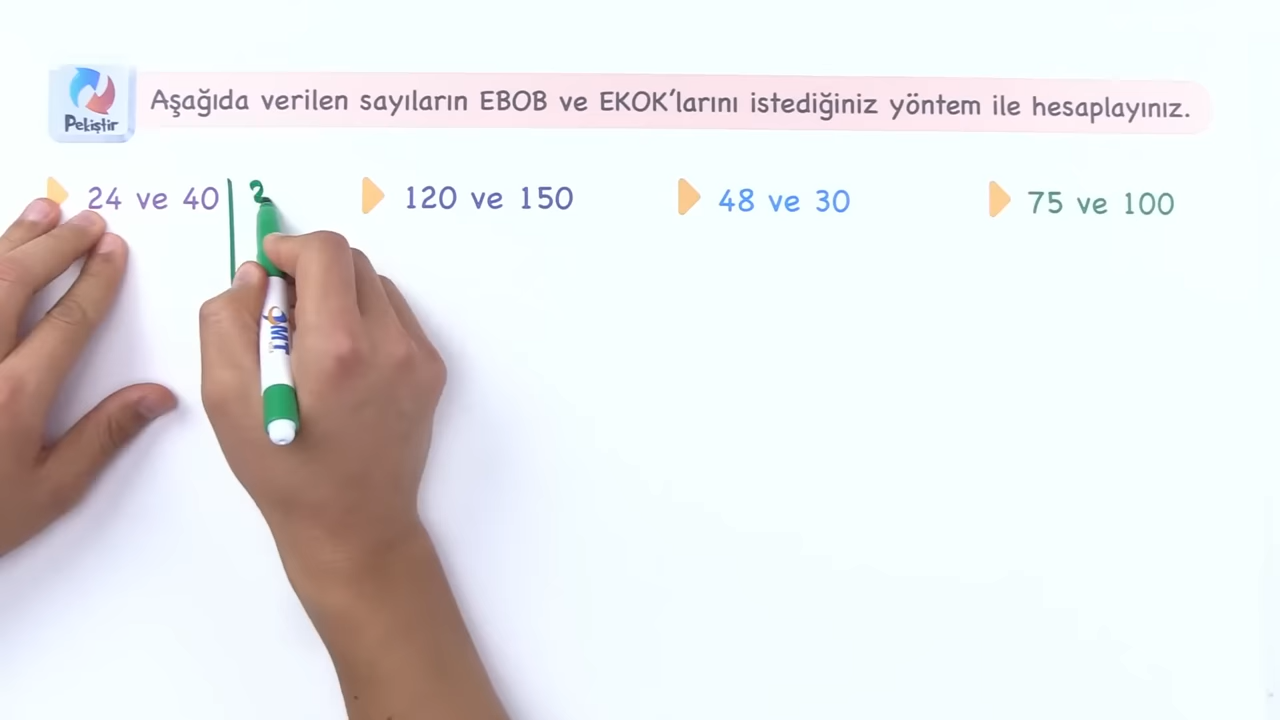 Aşağıda verilen sayıların EBOB ve EKOK'larını istediğiniz yöntem ile hesaplayınız.
Pekiştir
24 ve 40 2 120 ve 150 48 ve 30 75 ve 100
MT